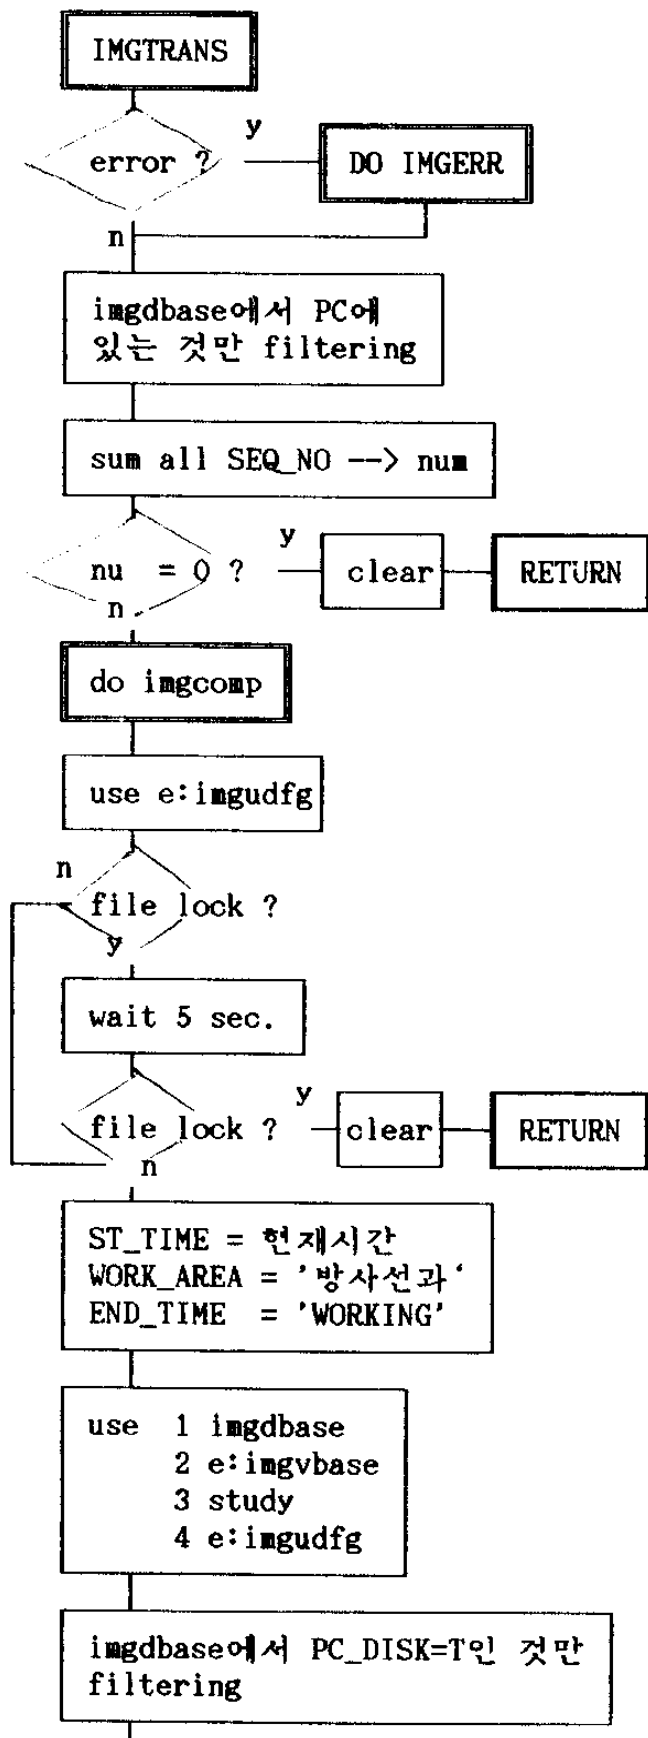 IMGTRANS
y
error ?
DO IMGERR
n
imgdbase에서 PC에
있는 것만 filtering
sum all SEQ_NO --> num
y
nu = 0 ?
clear
RETURN
n
do imgcomp
use e:imgudfg
n
file lock ?
y
wait 5 sec.
y
file lock ?
clear
RETURN
n
ST_TIME = 현재시간
WORK_AREA = '방사선과'
END_TIME = 'WORKING'
use 1 imgdbase
2 e:imgvbase
3 study
4 e:imgudfg
imgdbase에서 PC_DISK=T인 것만
filtering